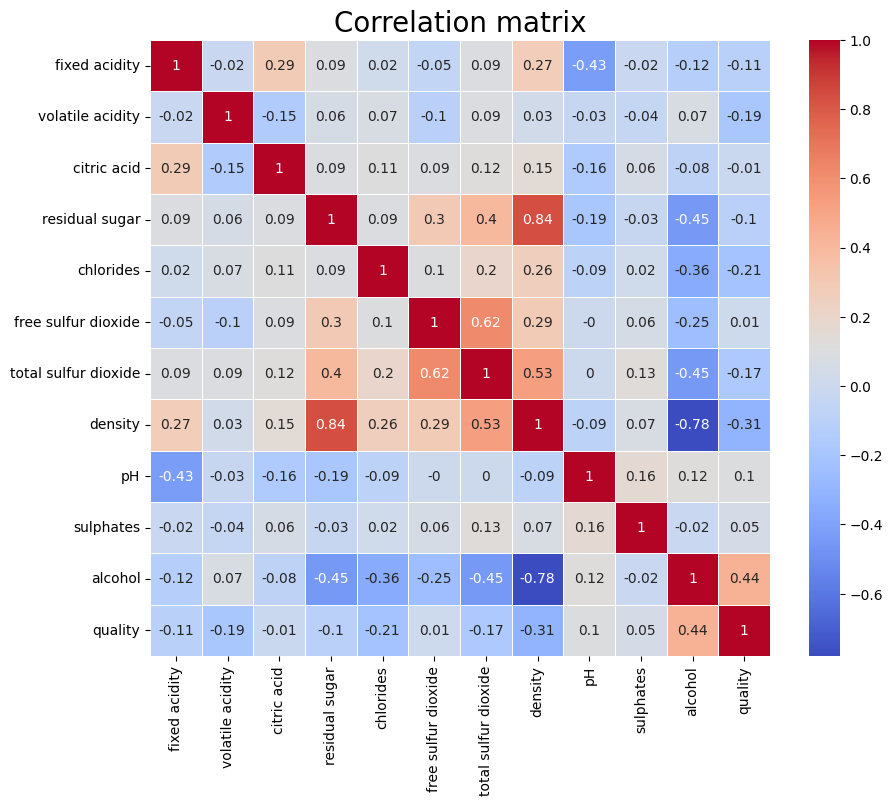 Correlation matrix
fixed acidity 1 -0.02 0.29 0.09 0.02 -0.05 0.09 0.27 -0.43 -0.02 -0.12 -0.11
volatile acidity -0.02 1 -0.15 0.06 0.07 -0.1 0.09 0.03 -0.03 -0.04 0.07 -0.19
citric acid 0.29 -0.15 1 0.09 0.11 0.09 0.12 0.15 -0.16 0.06 -0.08 -0.01
residual sugar 0.09 0.06 0.09 1 0.09 0.3 0.4 0.84 -0.19 -0.03 -0.45 -0.1
chlorides 0.02 0.07 0.11 0.09 1 0.1 0.2 0.26 -0.09 0.02 -0.36 -0.21
free sulfur dioxide -0.05 -0.1 0.09 0.3 0.1 1 0.62 0.29 -0 0.06 -0.25 0.01
total sulfur dioxide 0.09 0.09 0.12 0.4 0.2 0.62 1 0.53 0 0.13 -0.45 -0.17
density 0.27 0.03 0.15 0.84 0.26 0.29 0.53 1 -0.09 0.07 -0.78 -0.31
pH -0.43 -0.03 -0.16 -0.19 -0.09 -0 0 -0.09 1 0.16 0.12 0.1
sulphates -0.02 -0.04 0.06 -0.03 0.02 0.06 0.13 0.07 0.16 1 -0.02 0.05
alcohol -0.12 0.07 -0.08 -0.45 -0.36 -0.25 -0.45 -0.78 0.12 -0.02 1 0.44
quality -0.11 -0.19 -0.01 -0.1 -0.21 0.01 -0.17 -0.31 0.1 0.05 0.44 1
fixed acidity
volatile acidity
citric acid
residual sugar
chlorides
free sulfur dioxide
total sulfur dioxide
density
pH
sulphates
alcohol
quality
1.0
0.8
0.6
0.4
0.2
0.0
−0.2
−0.4
−0.6